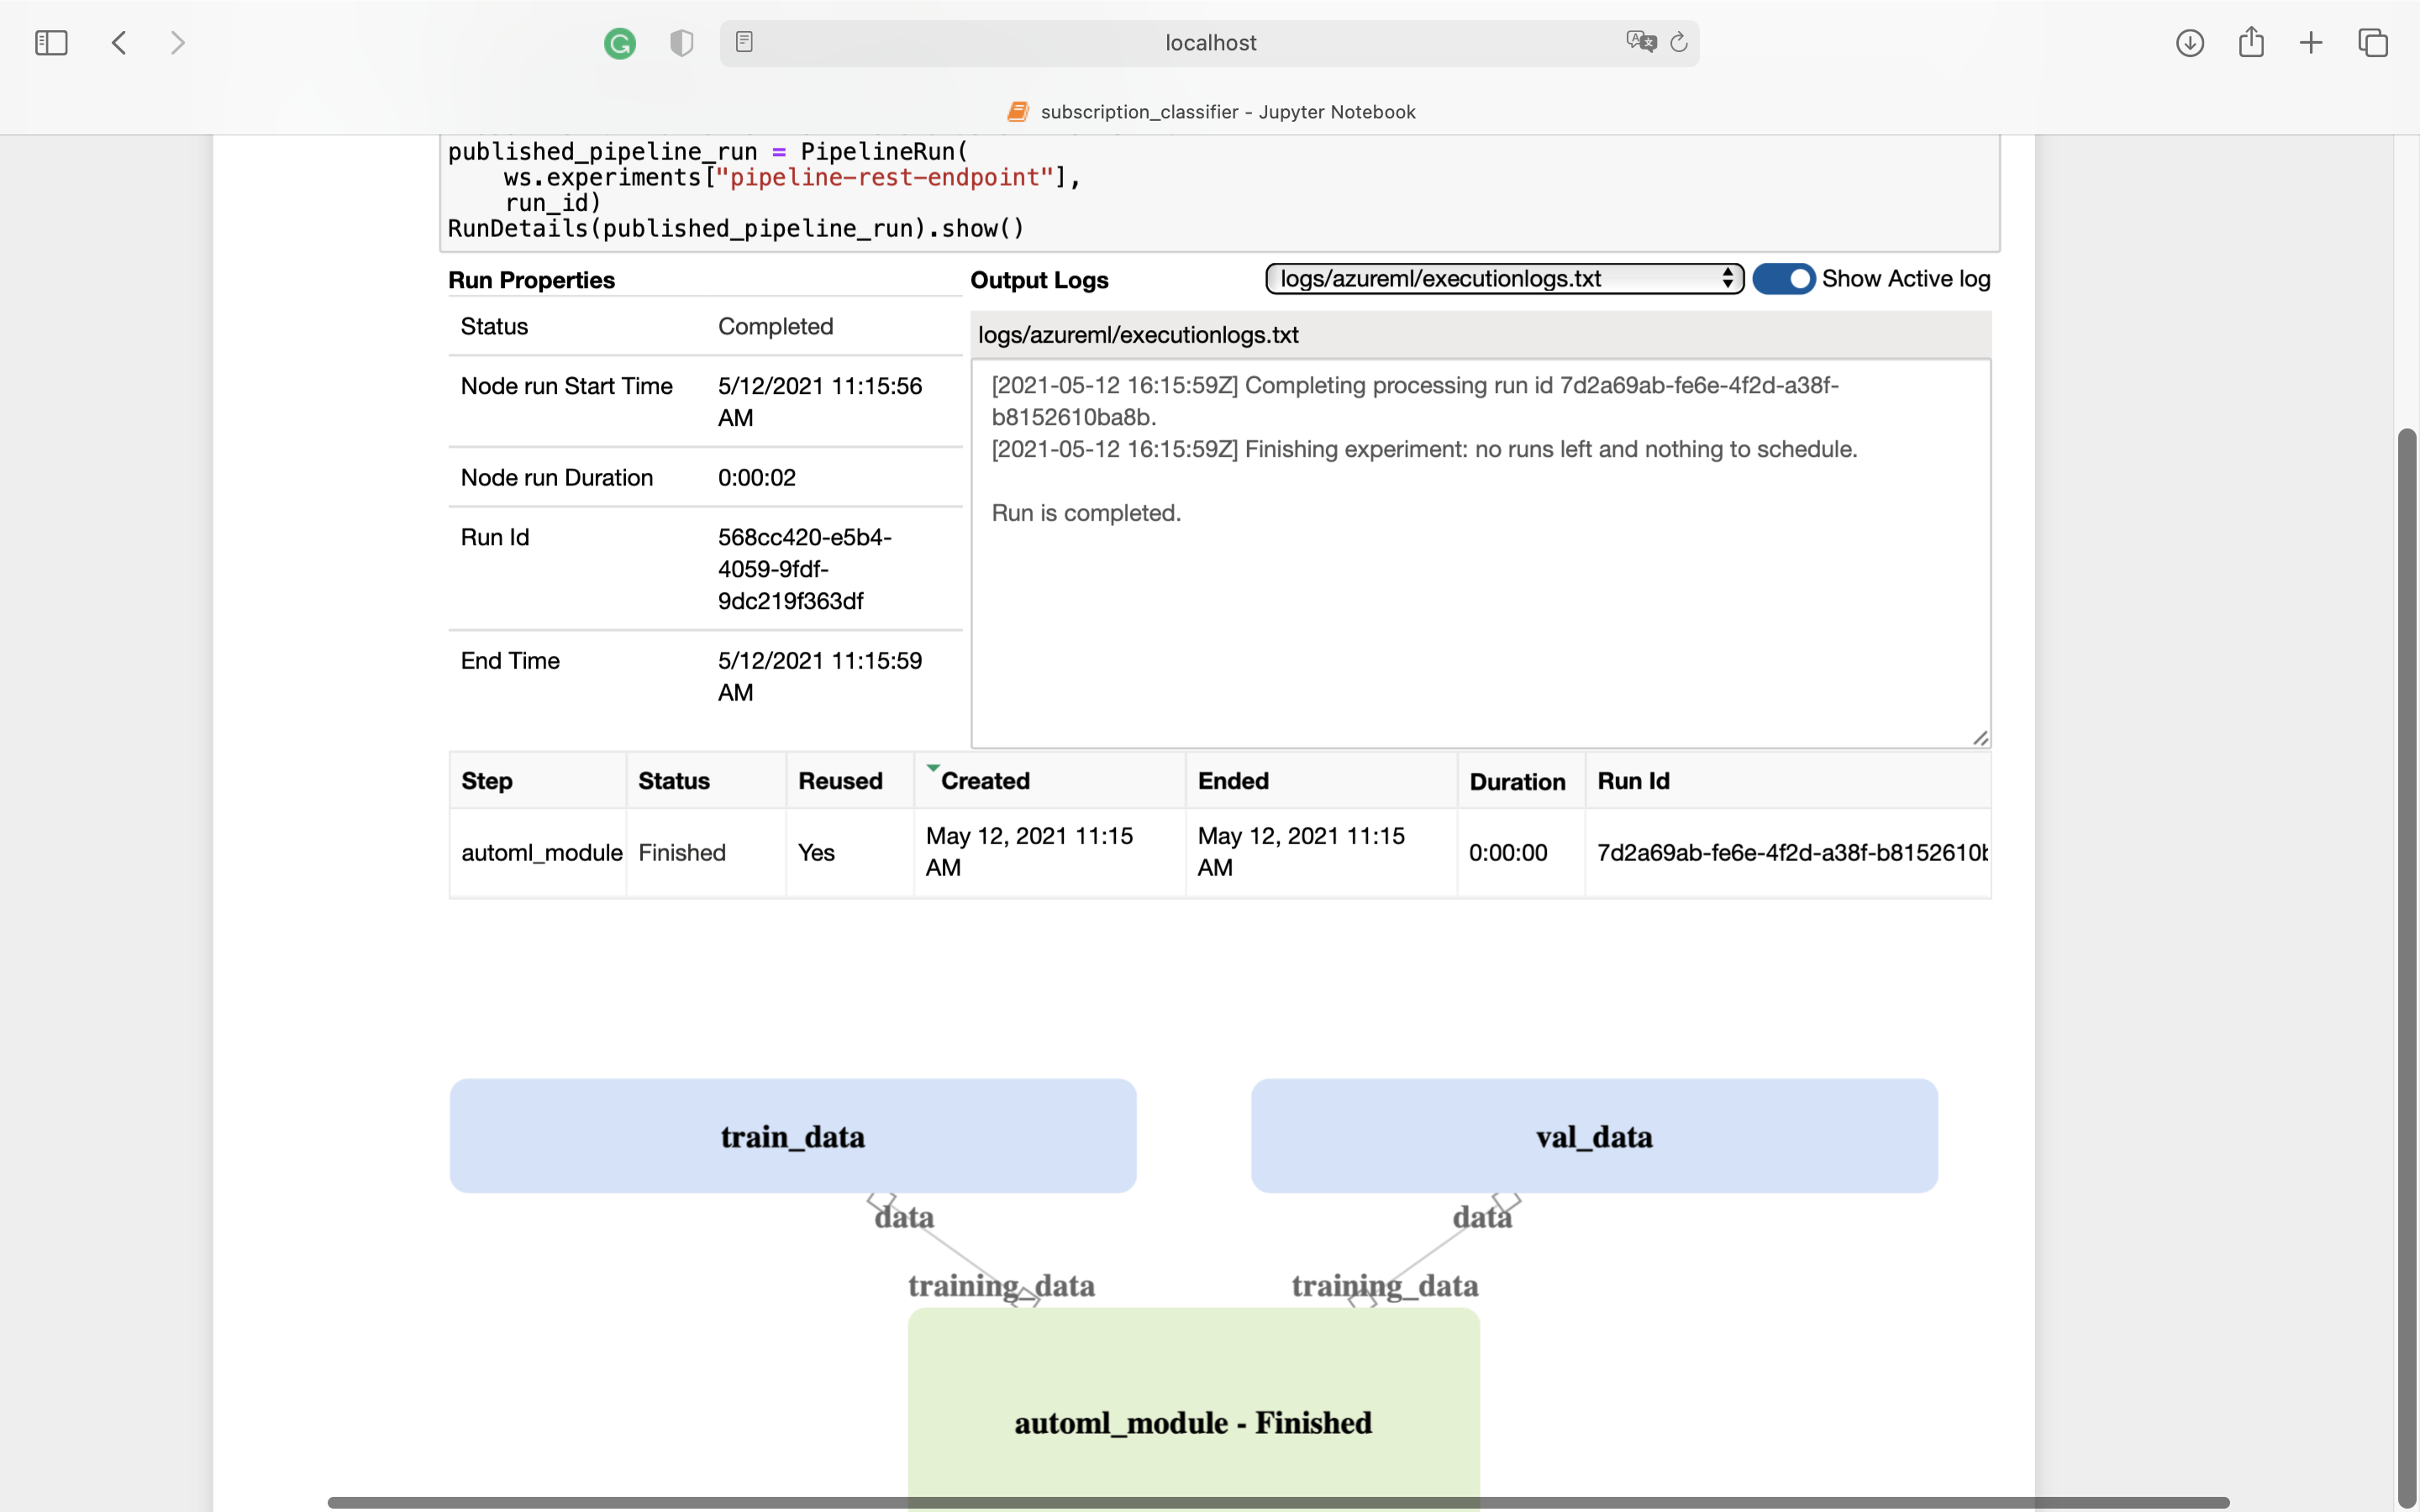 localhost
subscription_classifier - Jupyter Notebook
published_pipeline_run = PipelineRun(
ws.experiments["pipeline-rest-endpoint"],
run_id)
RunDetails(published_pipeline_run).show()
Run Properties
Status Completed
Node run Start Time 5/12/2021 11:15:56
AM
Node run Duration 0:00:02
Run Id 568cc420-e5b4-
4059-9fdf-
9dc219f363df
End Time 5/12/2021 11:15:59
AM
Output Logs logs/azureml/executionlogs.txt Show Active log
logs/azureml/executionlogs.txt
[2021-05-12 16:15:59Z] Completing processing run id 7d2a69ab-fe6e-4f2d-a38f-
b8152610ba8b.
[2021-05-12 16:15:59Z] Finishing experiment: no runs left and nothing to schedule.
Run is completed.
Step Status Reused Created Ended Duration Run Id
automl_module Finished Yes May 12, 2021 11:15 May 12, 2021 11:15 0:00:00 7d2a69ab-fe6e-4f2d-a38f-b8152610b
AM AM
train_data val_data
data data
training_data training_data
automl_module - Finished